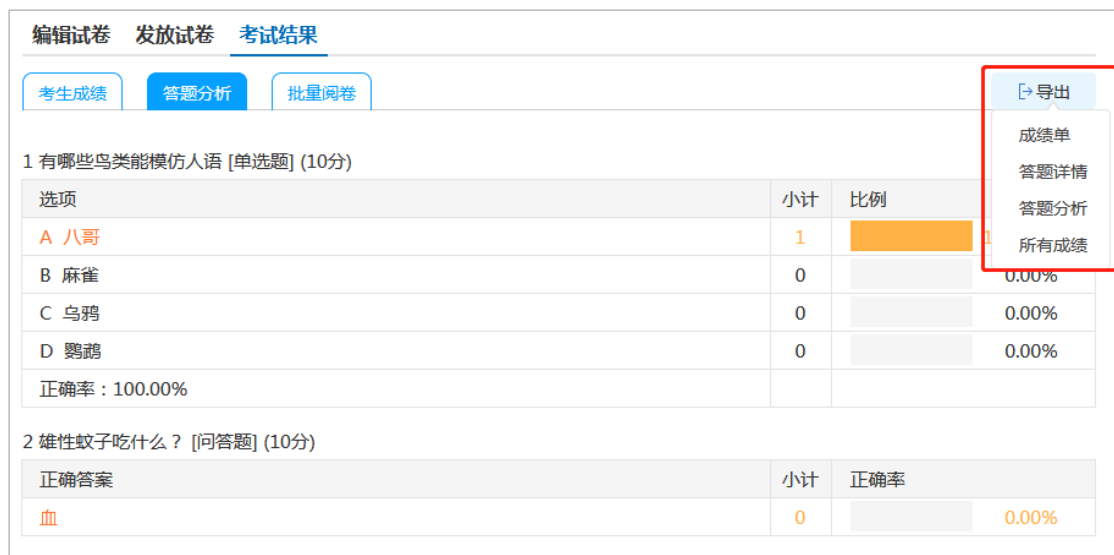 编辑试卷 发放试卷 考试结果
考生成绩 答题分析 批量阅卷 导出
成绩单
答题详情
答题分析
所有成绩
1 有哪些鸟类能模仿人语 [单选题] (10分)
选项 小计 比例
A 八哥 1
B 麻雀 0 0.00%
C 乌鸦 0 0.00%
D 鹦鹉 0 0.00%
正确率：100.00%
2 雄性蚊子吃什么？ [问答题] (10分)
正确答案 小计 正确率
血 0 0.00%